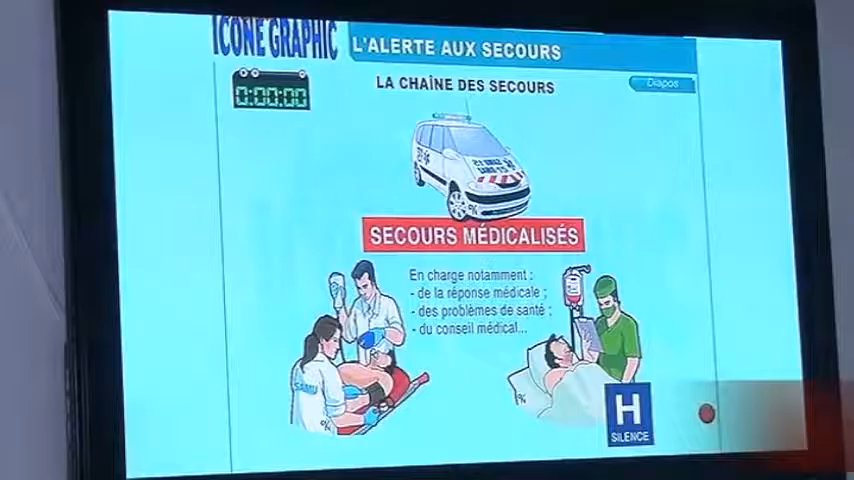 ICONE GRAPHIC
L'ALERTE AUX SECOURS
LA CHAÎNE DES SECOURS
Diapos
0:00:00
SECOURS MÉDICALISÉS
En charge notamment :
- de la réponse médicale ;
- des problèmes de santé ;
- du conseil médical...
SAMU
H
SILENCE